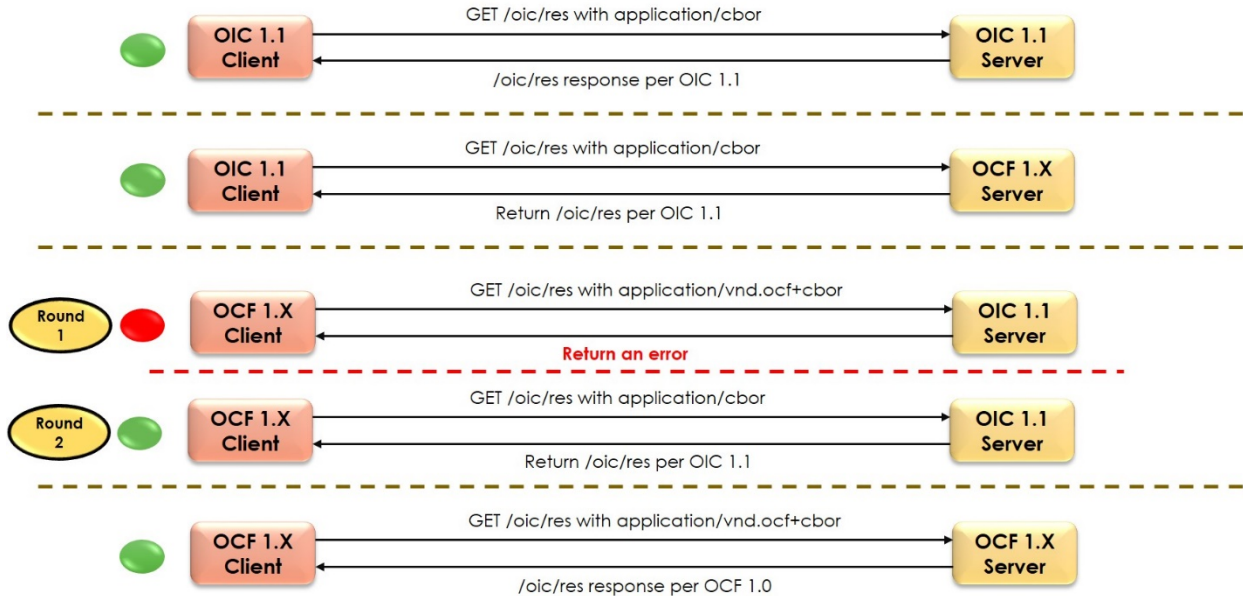 GET /oic/res with application/cbor
OIC 1.1
Client
OIC 1.1
Server
/oic/res response per OIC 1.1
GET /oic/res with application/cbor
OIC 1.1
Client
OCF 1.X
Server
Return /oic/res per OIC 1.1
GET /oic/res with application/vnd.ocf+cbor
Round
1
OCF 1.X
Client
OIC 1.1
Server
Return an error
GET /oic/res with application/cbor
Round
2
OCF 1.X
Client
OIC 1.1
Server
Return /oic/res per OIC 1.1
GET /oic/res with application/vnd.ocf+cbor
OCF 1.X
Client
OCF 1.X
Server
/oic/res response per OCF 1.0